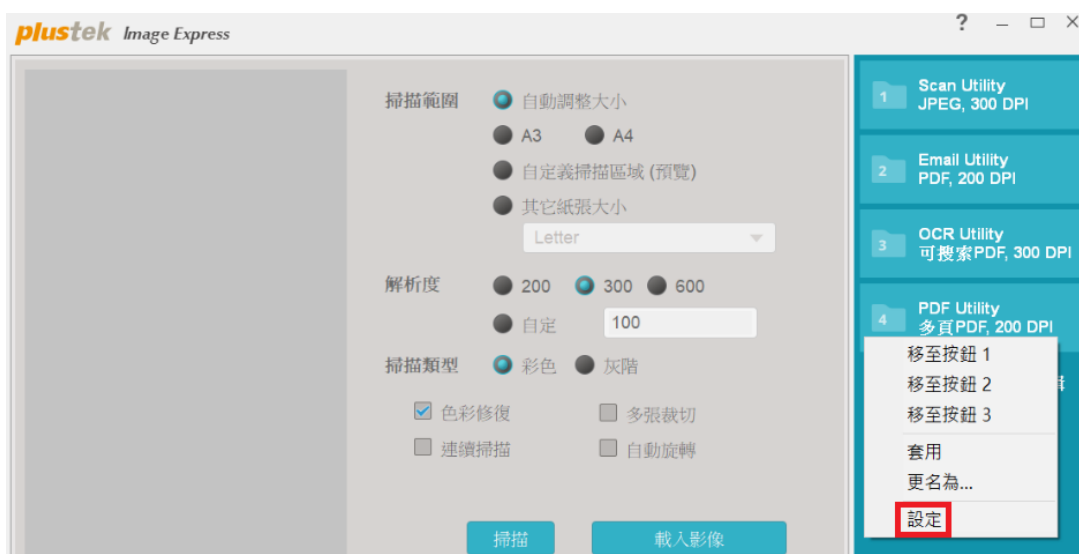 plustek Image Express
?
掃描範圍 自動調整大小
A3 A4
自定義掃描區域 (預覽)
其它紙張大小
Letter
解析度 200 300 600
自定 100
掃描類型 彩色 灰階
色彩修復 多張裁切
連續掃描 自動旋轉
掃描 載入影像
1 Scan Utility
JPEG, 300 DPI
2 Email Utility
PDF, 200 DPI
3 OCR Utility
可搜索PDF, 300 DPI
4 PDF Utility
多頁PDF, 200 DPI
移至按鈕 1
移至按鈕 2
移至按鈕 3
套用
更名為...
設定